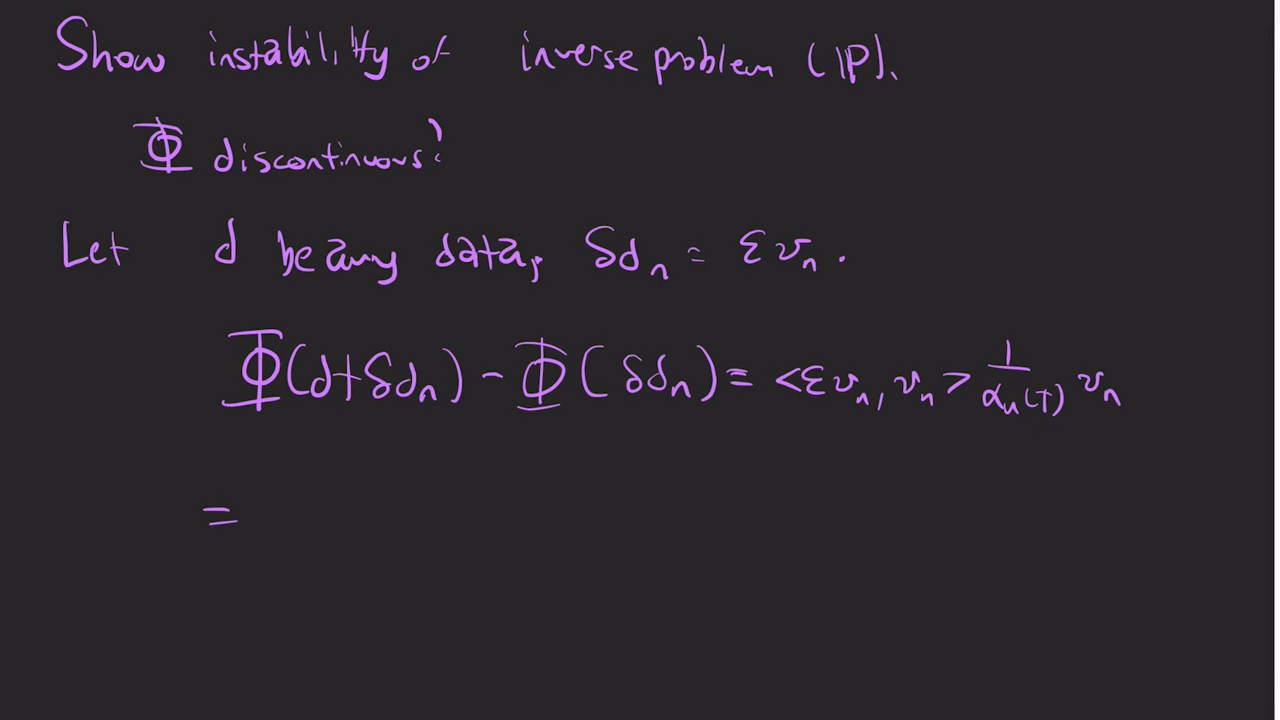 Show instability of inverse problem (IP).
Φ discontinuous?
Let d be any data, δd_n = εv_n.
Φ(d+δd_n) - Φ(δd_n) = <εv_n, v_n> 1/α_n(T) v_n
=